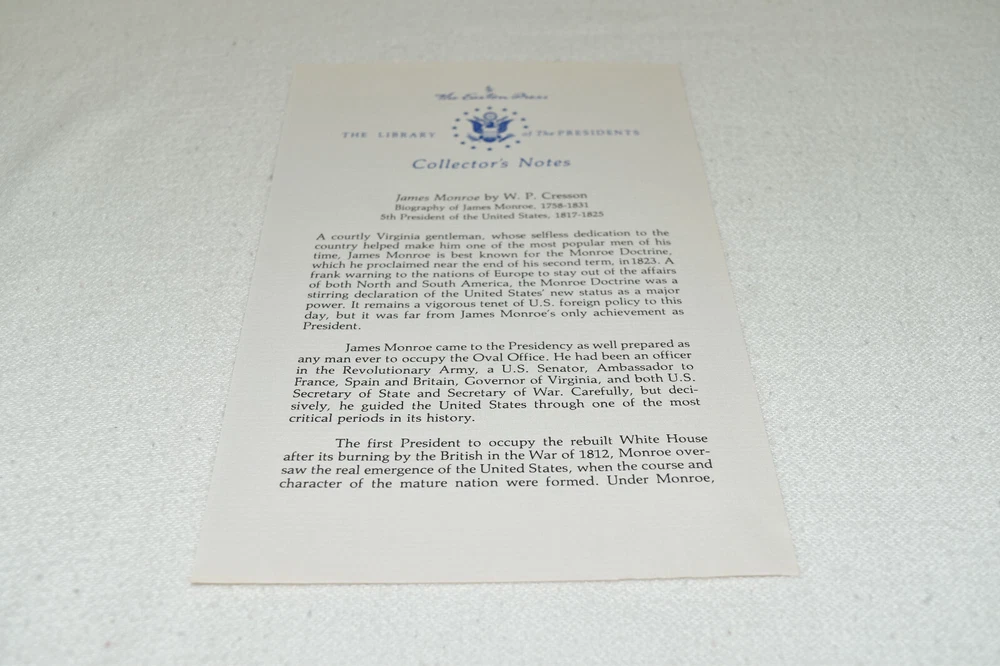 The Easton Press
THE LIBRARY of The PRESIDENTS
Collector's Notes
James Monroe by W. P. Cresson
Biography of James Monroe, 1758-1831
5th President of the United States, 1817-1825
A courtly Virginia gentleman, whose selfless dedication to the
country helped make him one of the most popular men of his
time, James Monroe is best known for the Monroe Doctrine,
which he proclaimed near the end of his second term, in 1823. A
frank warning to the nations of Europe to stay out of the affairs
of both North and South America, the Monroe Doctrine was a
stirring declaration of the United States' new status as a major
power. It remains a vigorous tenet of U.S. foreign policy to this
day, but it was far from James Monroe's only achievement as
President.
James Monroe came to the Presidency as well prepared as
any man ever to occupy the Oval Office. He had been an officer
in the Revolutionary Army, a U.S. Senator, Ambassador to
France, Spain and Britain, Governor of Virginia, and both U.S.
Secretary of State and Secretary of War. Carefully, but deci-
sively, he guided the United States through one of the most
critical periods in its history.
The first President to occupy the rebuilt White House
after its burning by the British in the War of 1812, Monroe over-
saw the real emergence of the United States, when the course and
character of the mature nation were formed. Under Monroe,